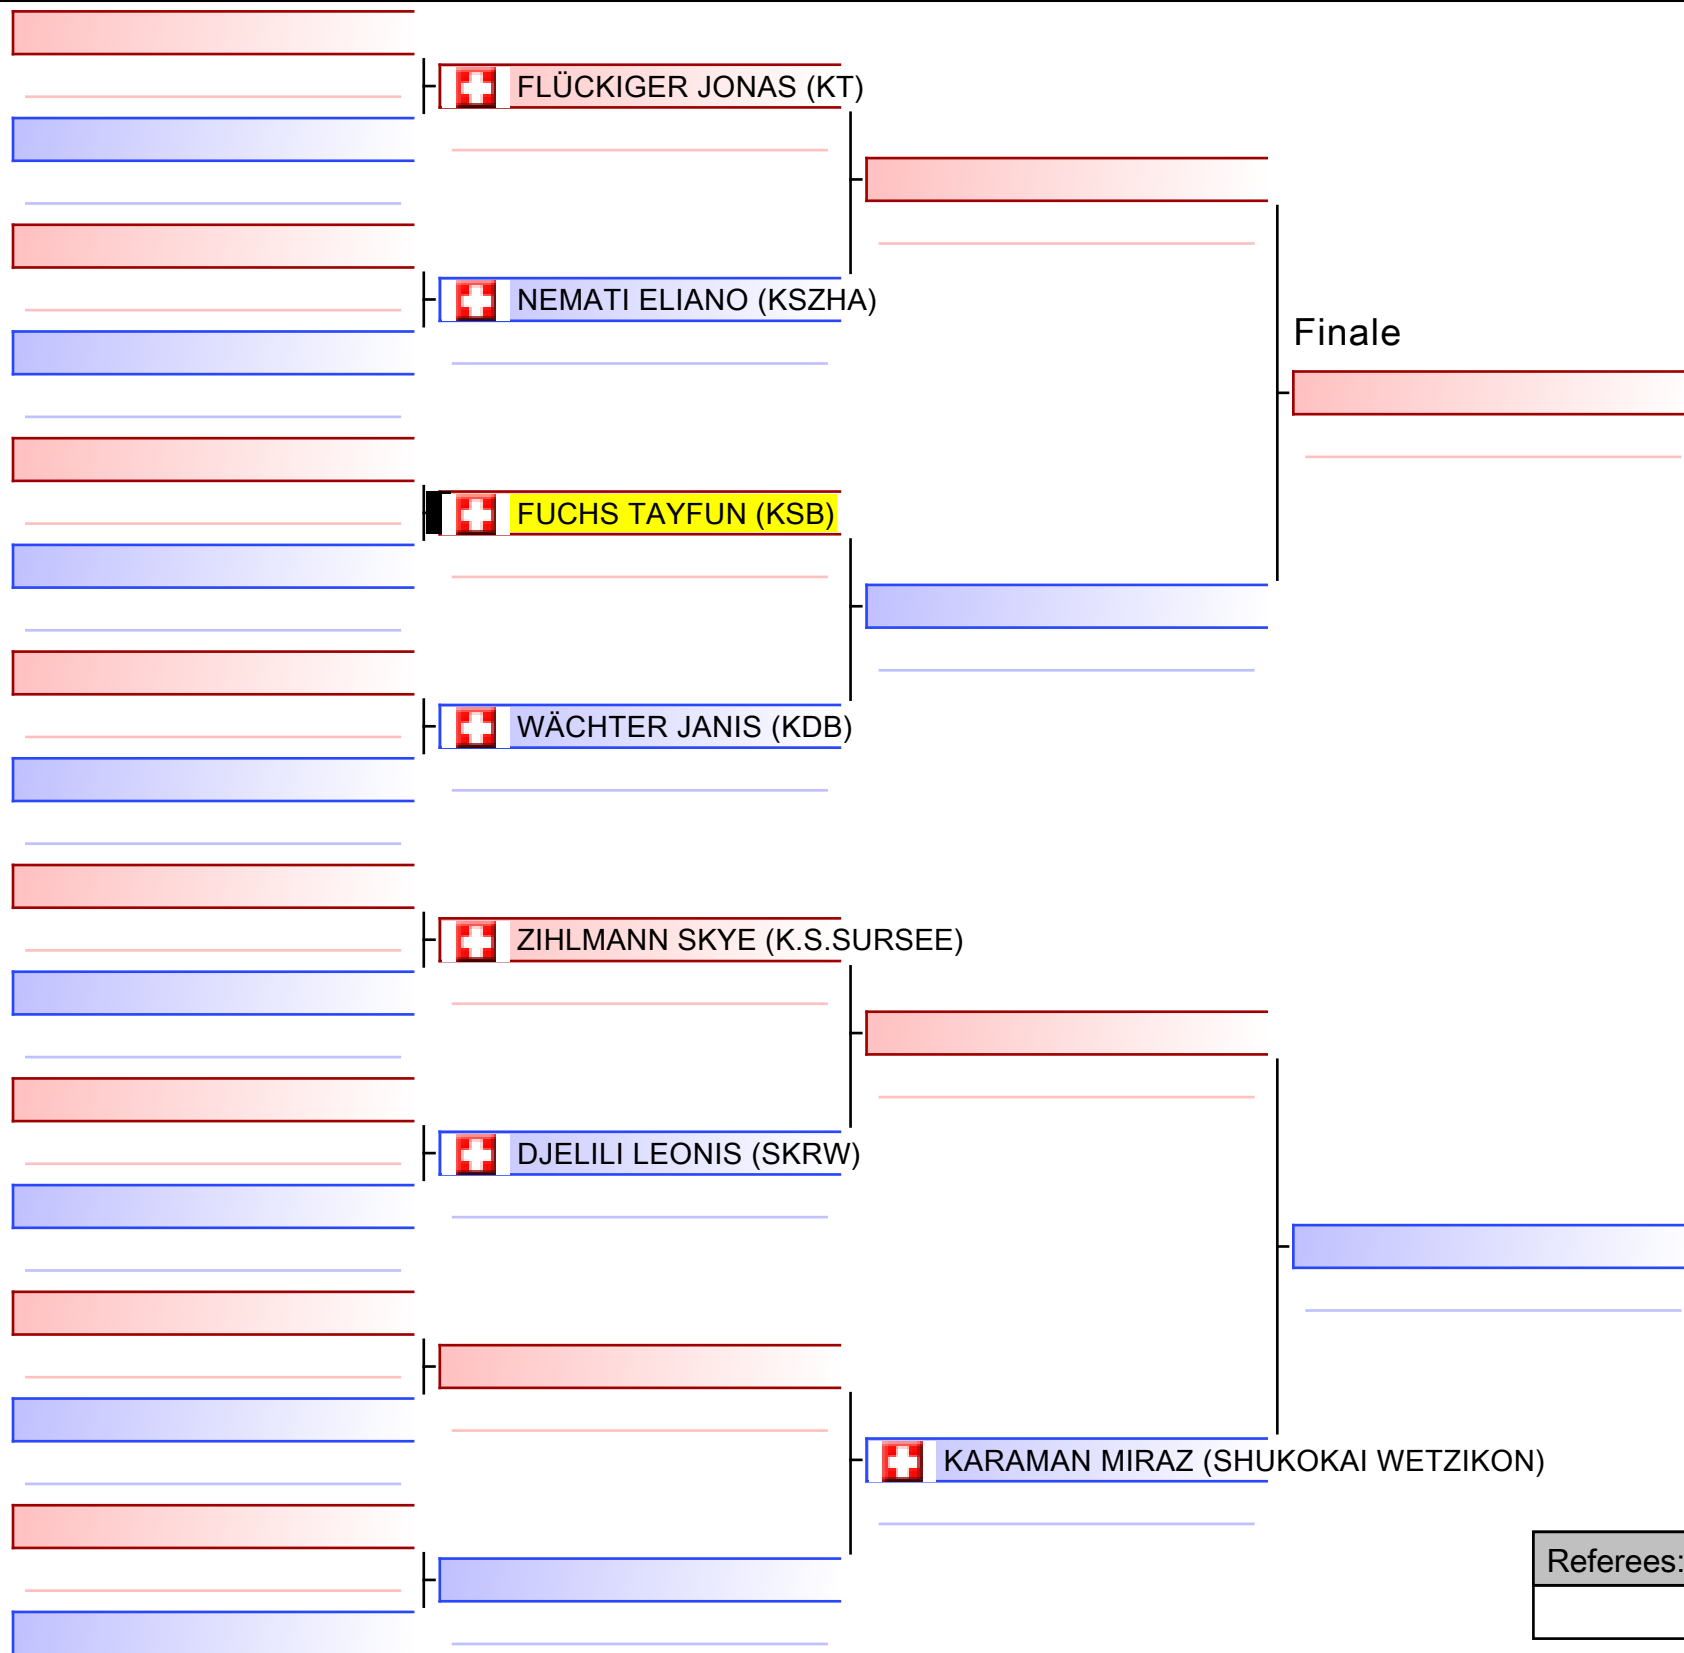 FLÜCKIGER JONAS (KT)
NEMATI ELIANO (KSZHA)
Finale
FUCHS TAYFUN (KSB)
WÄCHTER JANIS (KDB)
ZIHLMANN SKYE (K.S.SURSEE)
DJELILI LEONIS (SKRW)
KARAMAN MIRAZ (SHUKOKAI WETZIKON)
Referees: